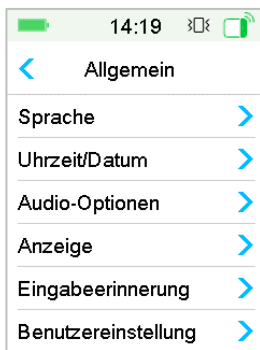 14:19
Allgemein
Sprache
Uhrzeit/Datum
Audio-Optionen
Anzeige
Eingabeerinnerung
Benutzereinstellung